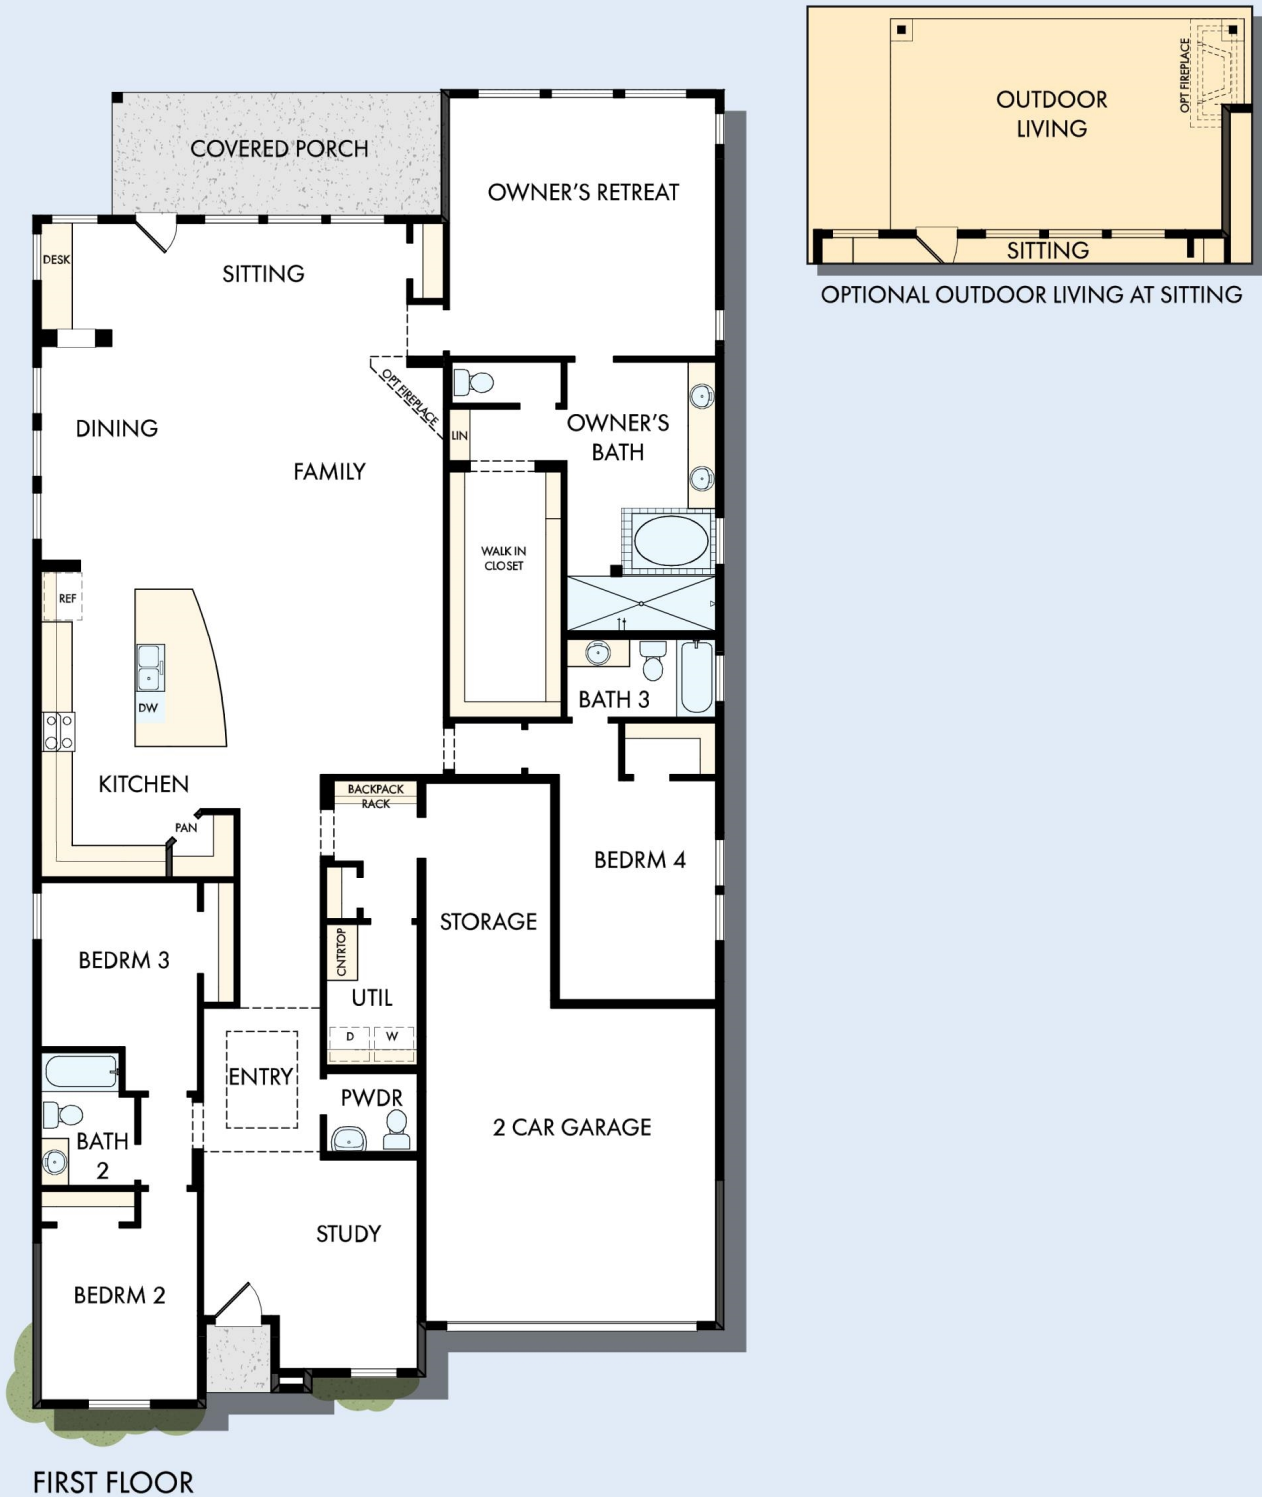 OUTDOOR
LIVING
OPT FIREPLACE
SITTING
OPTIONAL OUTDOOR LIVING AT SITTING
COVERED PORCH
OWNER'S RETREAT
DESK
SITTING
OPT FIREPLACE
DINING
FAMILY
LIN
OWNER'S
BATH
WALK IN
CLOSET
REF
DW
BATH 3
KITCHEN
BACKPACK
RACK
PAN
BEDRM 4
STORAGE
CNTRTOP
BEDRM 3
UTIL
D
W
ENTRY
PWDR
2 CAR GARAGE
BATH
2
STUDY
BEDRM 2
FIRST FLOOR